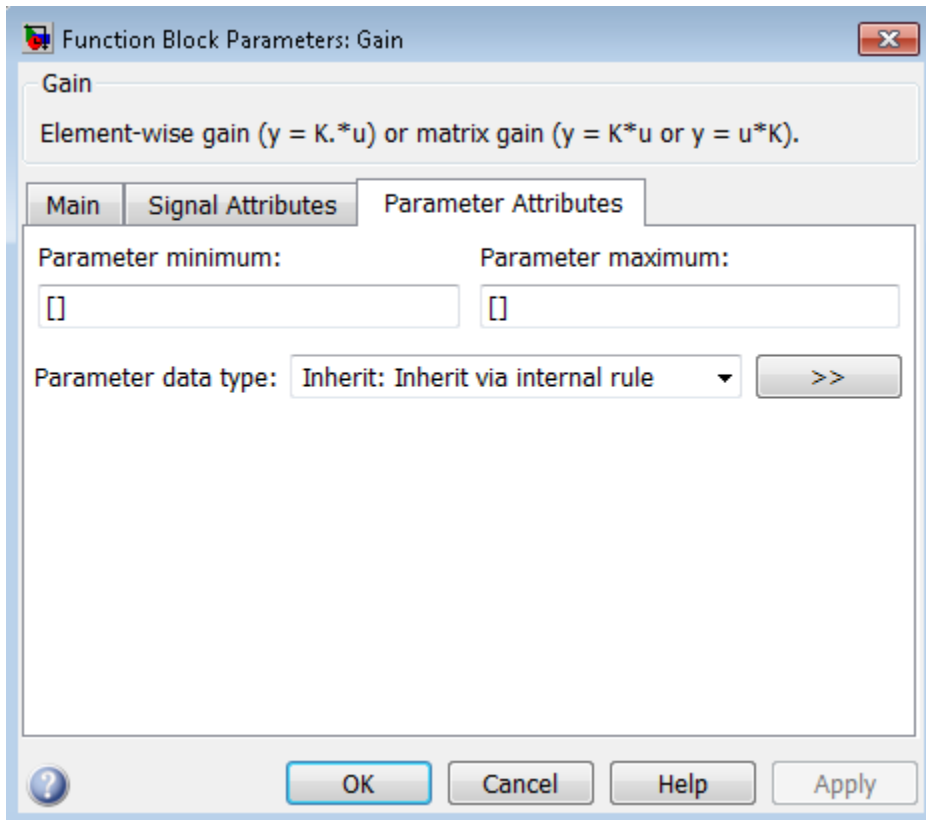 Function Block Parameters: Gain
Gain
Element-wise gain (y = K.*u) or matrix gain (y = K*u or y = u*K).
Main Signal Attributes Parameter Attributes
Parameter minimum: Parameter maximum:
[] []
Parameter data type: Inherit: Inherit via internal rule >>
OK Cancel Help Apply